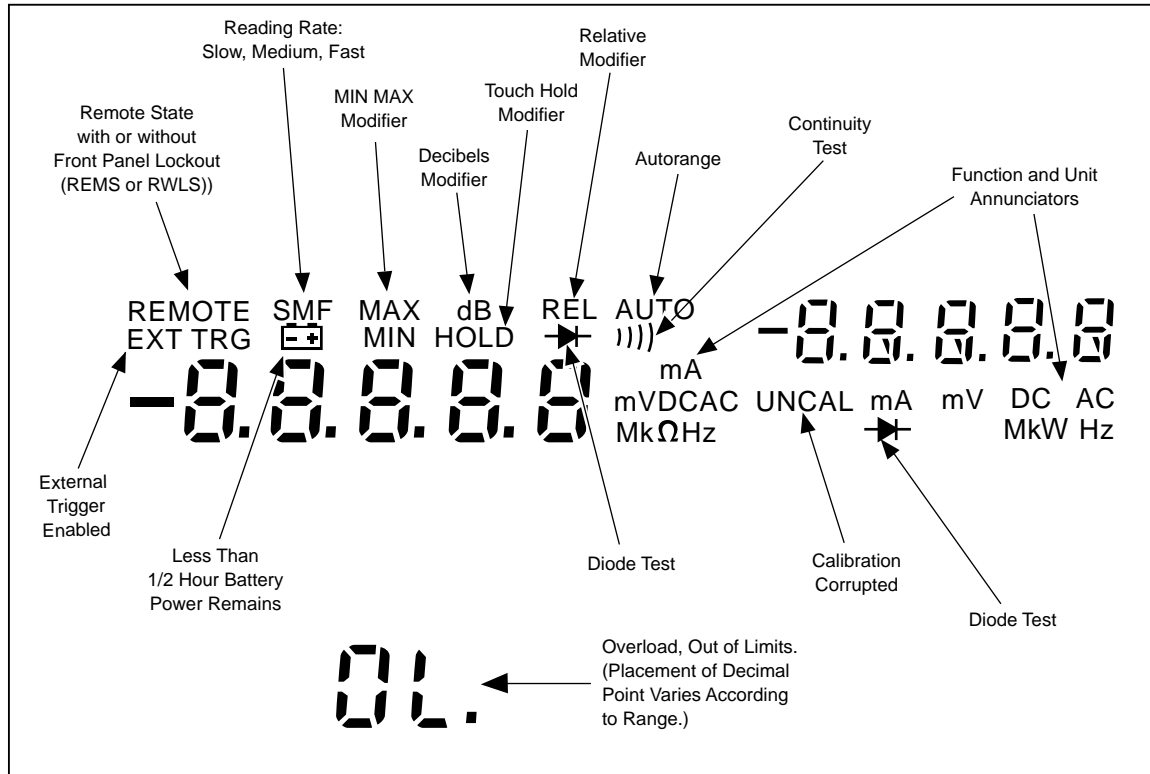 Reading Rate:
Slow, Medium, Fast
Relative
Modifier
MIN MAX
Modifier
Touch Hold
Modifier
Remote State
with or without
Front Panel Lockout
(REMS or RWLS))
Continuity
Test
Decibels
Modifier
Autorange
Function and Unit
Annunciators
REMOTE SMF MAX dB REL AUTO
EXT TRG MIN HOLD
-8.8.8.8.8
mA
-8.8.8.8.8
mVDCAC UNCAL mA mV DC AC
MkΩHz MkW Hz
External
Trigger
Enabled
Less Than
1/2 Hour Battery
Power Remains
Diode Test
Calibration
Corrupted
Diode Test
OL.
Overload, Out of Limits.
(Placement of Decimal
Point Varies According
to Range.)